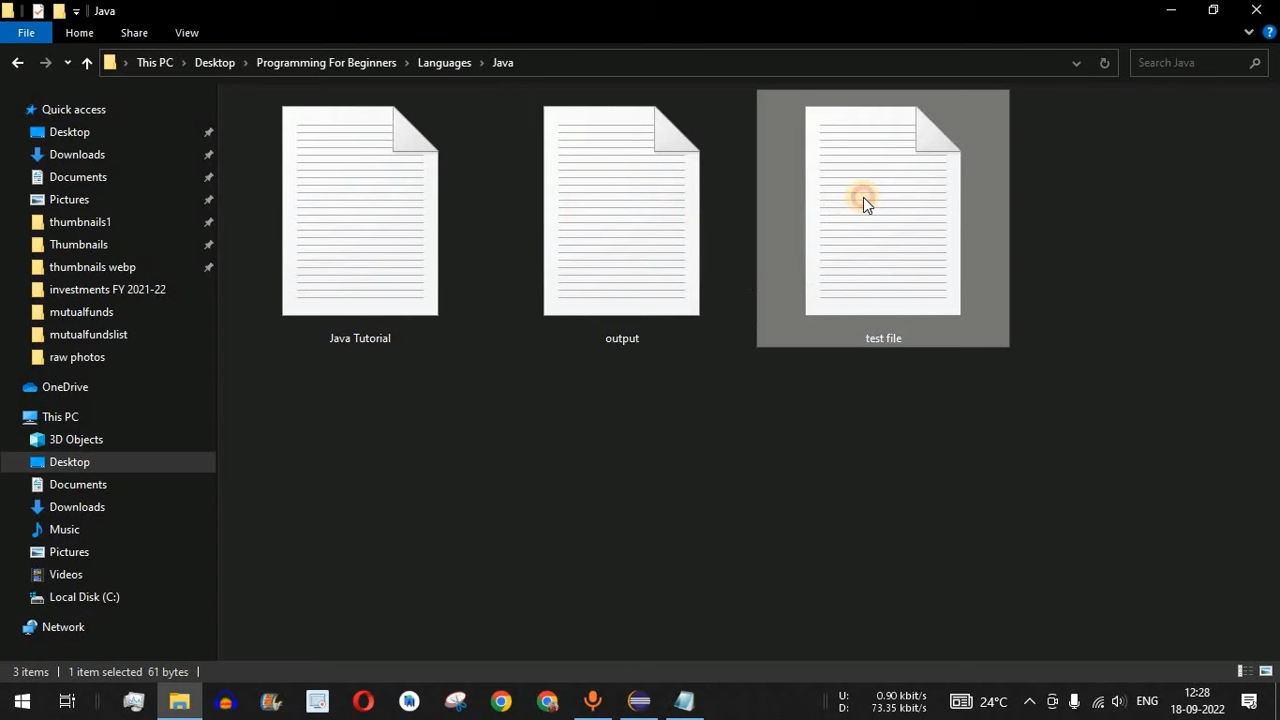 Java
File
Home
Share
View
This PC
Desktop
Programming For Beginners
Languages
Java
Search Java
Quick access
Desktop
Downloads
Documents
Pictures
thumbnails1
Thumbnails
thumbnails webp
investments FY 2021-22
mutualfunds
mutualfundslist
raw photos
OneDrive
This PC
3D Objects
Desktop
Documents
Downloads
Music
Pictures
Videos
Local Disk (C:)
Network
Java Tutorial
output
test file
3 items
1 item selected 61 bytes
U: 0.90 kbit/s
D: 73.35 kbit/s
24°C
ENG
12:28
18-09-2022